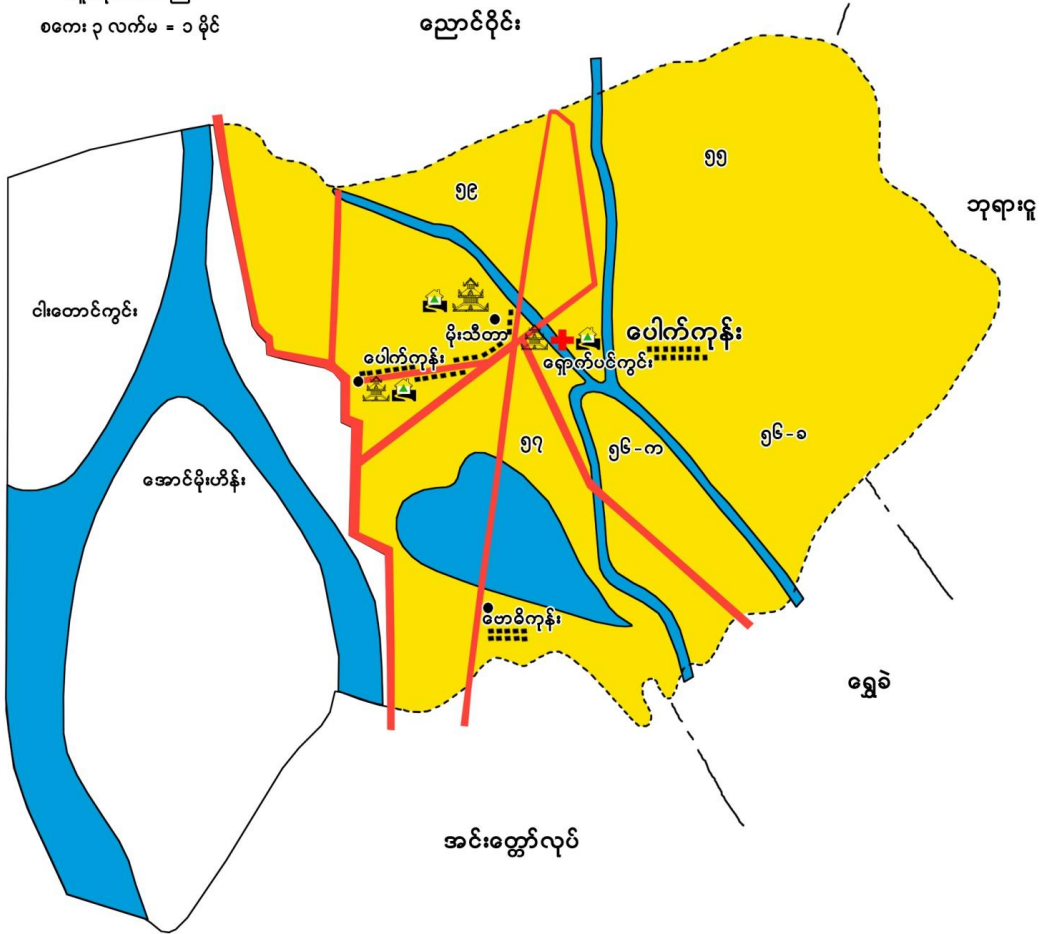 စကေး ၃ လက်မ = ၁ မိုင်
ညောင်ဝိုင်း
၅၅
၅၉
ဘုရားငူ
ငါးတောင်ကွင်း
မိုးသီတာ
ပေါက်ကုန်း
ပေါက်ကုန်း
ရှောက်ပင်ကွင်း
၅၇
၅၆-က
၅၆-ခ
အောင်မိုးဟိန်း
ဗောဓိကုန်း
ရွှေခဲ
အင်းတ္တော်လုပ်